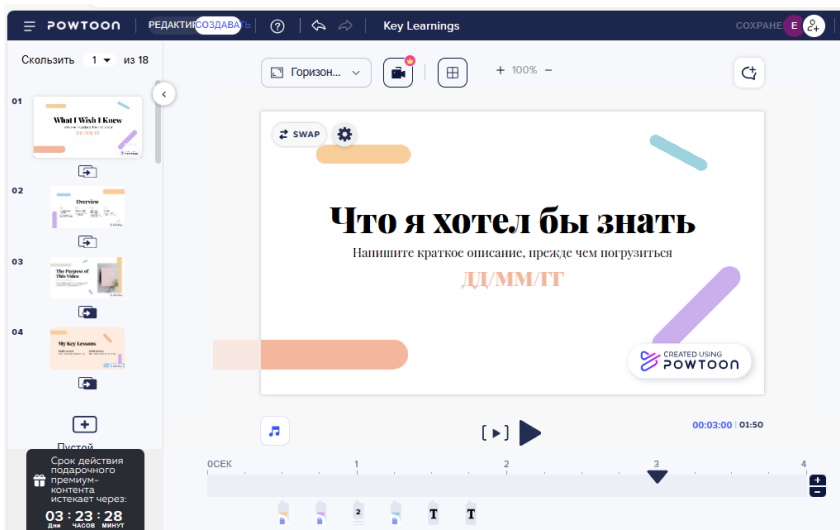 POWTOON
РЕДАКТИР СОЗДАВАТЬ
Key Learnings
СОХРАНЕ
E
Скользить 1 из 18
Горизон...
+ 100% −
01
What I Wish I Knew
02
Overview
03
The Purpose of
This Video
04
My Key Lessons
Пустой
SWAP
Что я хотел бы знать
Напишите краткое описание, прежде чем погрузиться
ДД/ММ/ГГ
CREATED USING
POWTOON
00:03:00 01:50
Срок действия
подарочного
премиум-
контента
истекает через:
03 : 23 : 28
Дня ЧАСОВ МИНУТ
0СЕК 1 2 3 4
2 T T